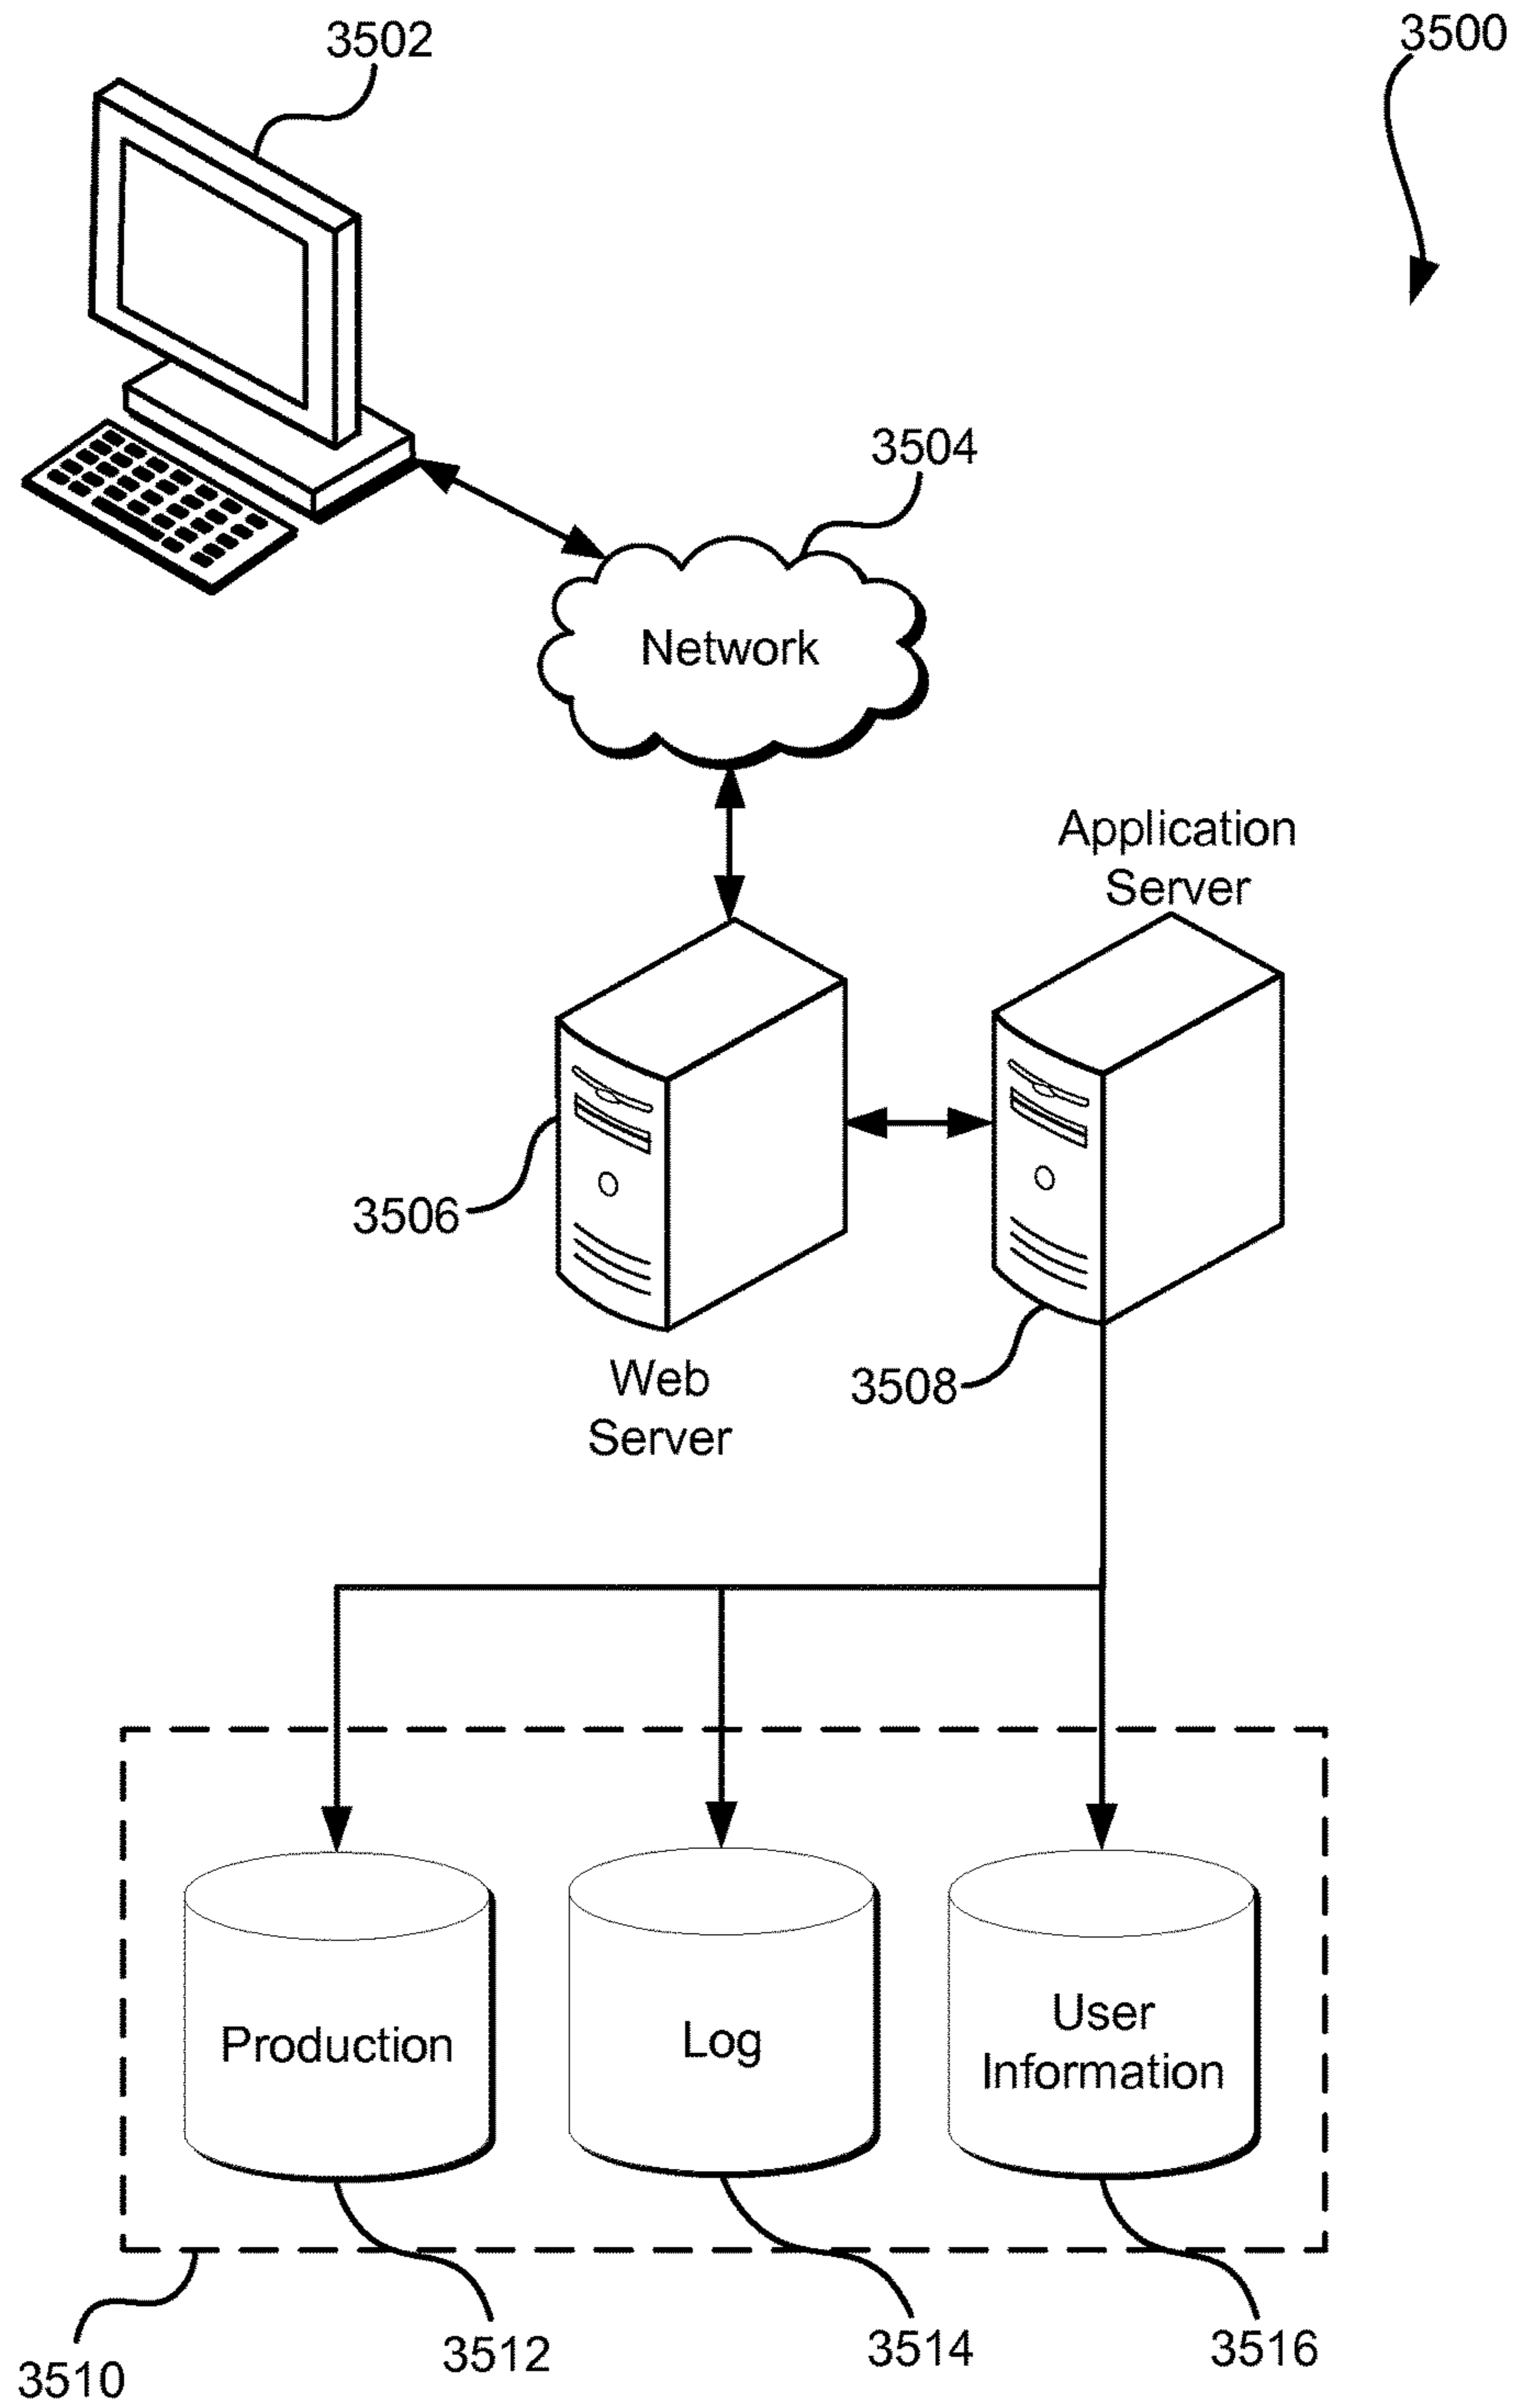 3502
3500
3504
Network
Application
Server
3506
Web
Server
3508
Production
Log
User
Information
3510
3512
3514
3516